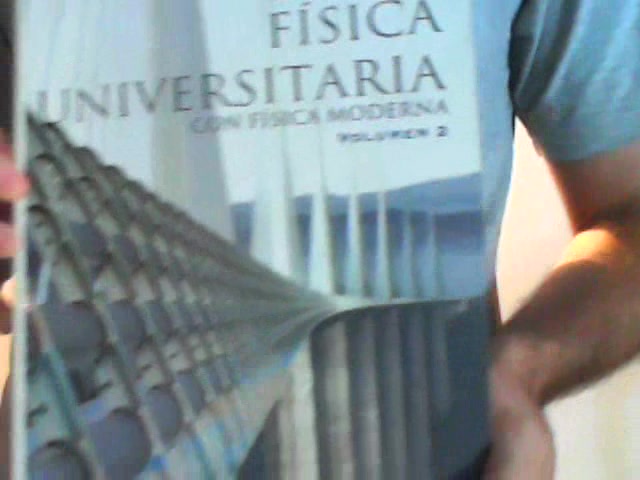 FÍSICA
UNIVERSITARIA
CON FÍSICA MODERNA
VOLUMEN 2